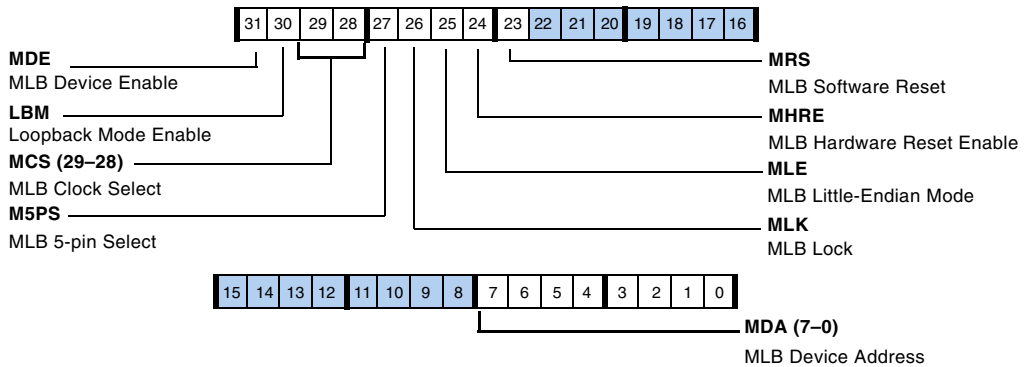 31 30 29 28 27 26 25 24 23 22 21 20 19 18 17 16
MDE
MLB Device Enable
LBM
Loopback Mode Enable
MCS (29–28)
MLB Clock Select
M5PS
MLB 5-pin Select
MRS
MLB Software Reset
MHRE
MLB Hardware Reset Enable
MLE
MLB Little-Endian Mode
MLK
MLB Lock
15 14 13 12 11 10 9 8 7 6 5 4 3 2 1 0
MDA (7–0)
MLB Device Address